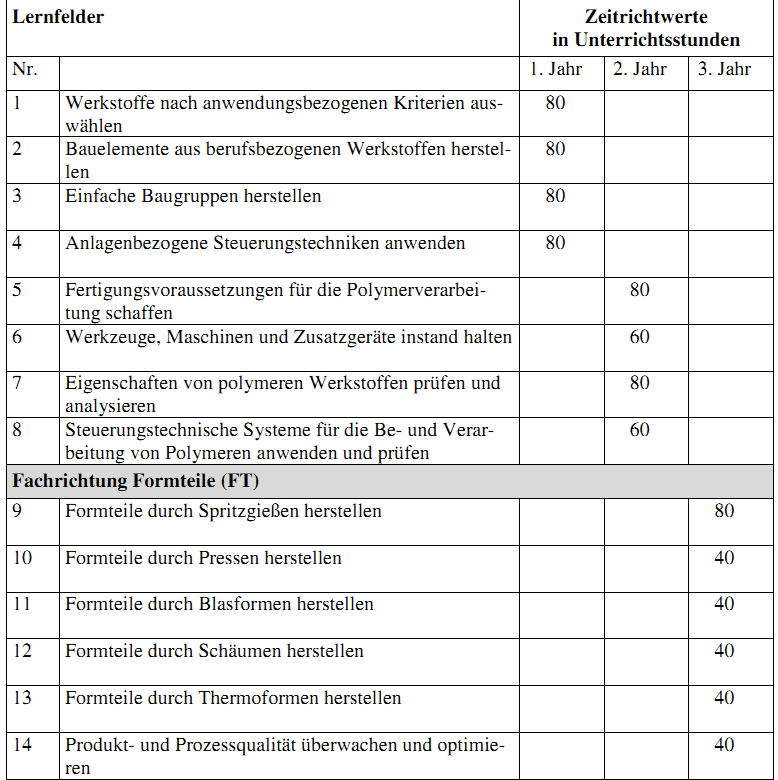 Lernfelder Zeitrichtwerte
in Unterrichtsstunden
Nr. 1. Jahr 2. Jahr 3. Jahr
1 Werkstoffe nach anwendungsbezogenen Kriterien aus- 80
wählen
2 Bauelemente aus berufsbezogenen Werkstoffen herstel- 80
len
3 Einfache Baugruppen herstellen 80
4 Anlagenbezogene Steuerungstechniken anwenden 80
5 Fertigungsvoraussetzungen für die Polymerverarbei- 80
tung schaffen
6 Werkzeuge, Maschinen und Zusatzgeräte instand halten 60
7 Eigenschaften von polymeren Werkstoffen prüfen und 80
analysieren
8 Steuerungstechnische Systeme für die Be- und Verar- 60
beitung von Polymeren anwenden und prüfen
Fachrichtung Formteile (FT)
9 Formteile durch Spritzgießen herstellen 80
10 Formteile durch Pressen herstellen 40
11 Formteile durch Blasformen herstellen 40
12 Formteile durch Schäumen herstellen 40
13 Formteile durch Thermoformen herstellen 40
14 Produkt- und Prozessqualität überwachen und optimie- 40
ren